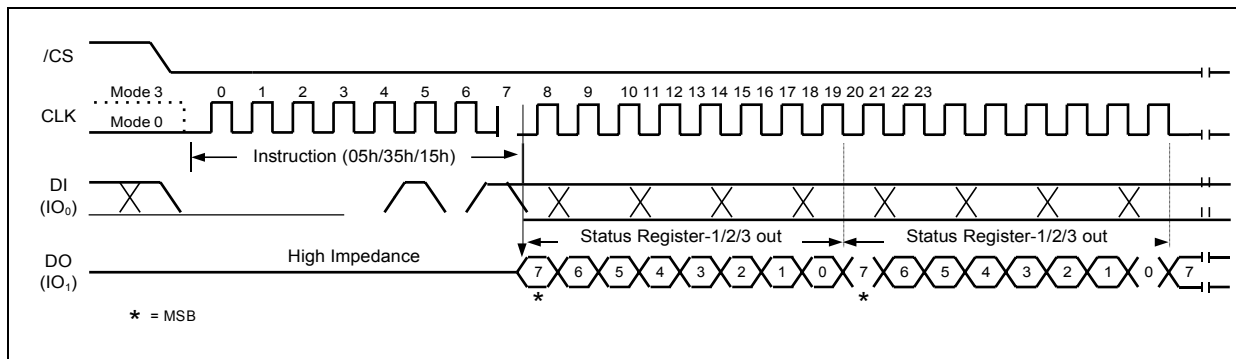 /CS
Mode 3
0 1 2 3 4 5 6 7 8 9 10 11 12 13 14 15 16 17 18 19 20 21 22 23
CLK
Mode 0
Instruction (05h/35h/15h)
DI
(IO₀)
Status Register-1/2/3 out Status Register-1/2/3 out
High Impedance
DO
(IO₁)
7 6 5 4 3 2 1 0 7 6 5 4 3 2 1 0 7
* *
* = MSB